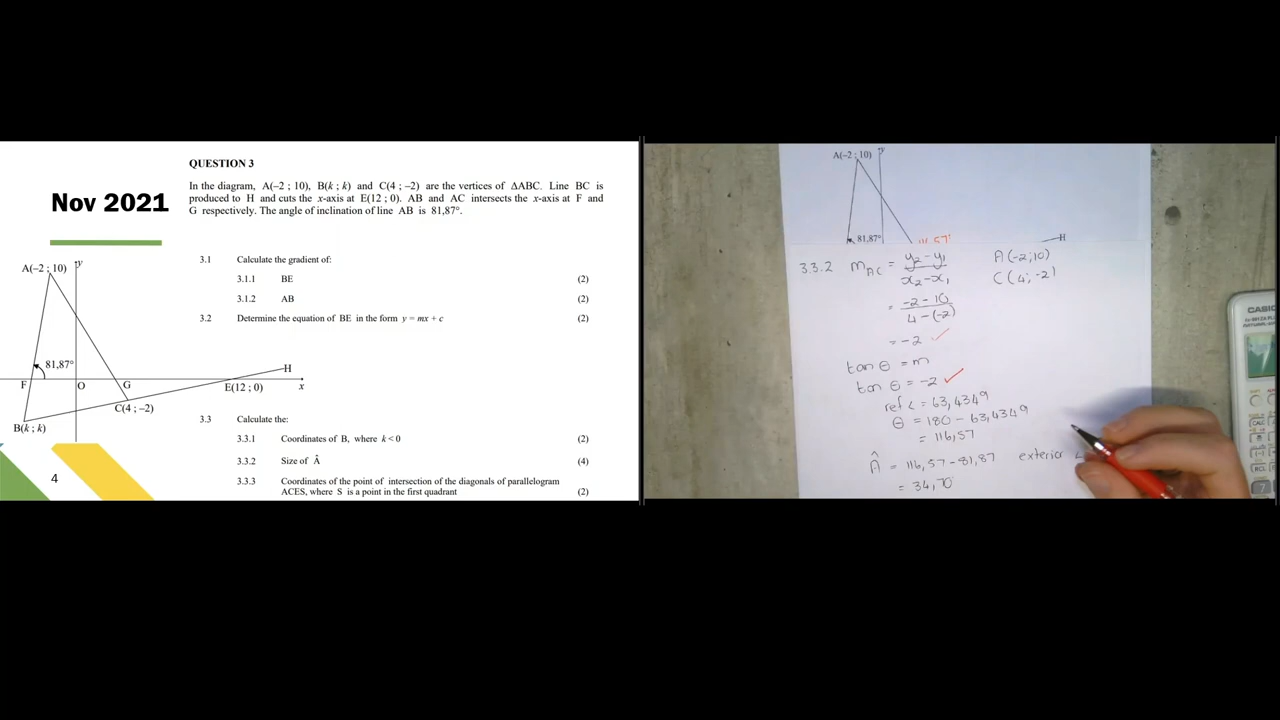 Nov 2021
QUESTION 3
In the diagram, A(–2 ; 10), B(k ; k) and C(4 ; –2) are the vertices of ΔABC. Line BC is
produced to H and cuts the x-axis at E(12 ; 0). AB and AC intersects the x-axis at F and
G respectively. The angle of inclination of line AB is 81,87°.
3.1 Calculate the gradient of:
3.1.1 BE (2)
3.1.2 AB (2)
3.2 Determine the equation of BE in the form y = mx + c (2)
A(–2 ; 10)
y
81,87°
H
F
O
G
E(12 ; 0)
x
C(4 ; –2)
B(k ; k)
3.3 Calculate the:
3.3.1 Coordinates of B, where k < 0 (2)
3.3.2 Size of Â (4)
3.3.3 Coordinates of the point of intersection of the diagonals of parallelogram
ACES, where S is a point in the first quadrant (2)
4
A(–2 ; 10)
y
81,87°
116,57°
H
3.3.2 m_AC = y₂ – y₁ / x₂ – x₁
A(-2;10)
C(4;-2)
= -2 - 10 / 4 - (-2)
= -2 ✓
tan θ = m
tan θ = -2 ✓
ref ∠ = 63,4349
θ = 180 - 63,4349
= 116,57
Â = 116,57 - 81,87 exterior ∠
= 34,70°
CASIO
CALC
7